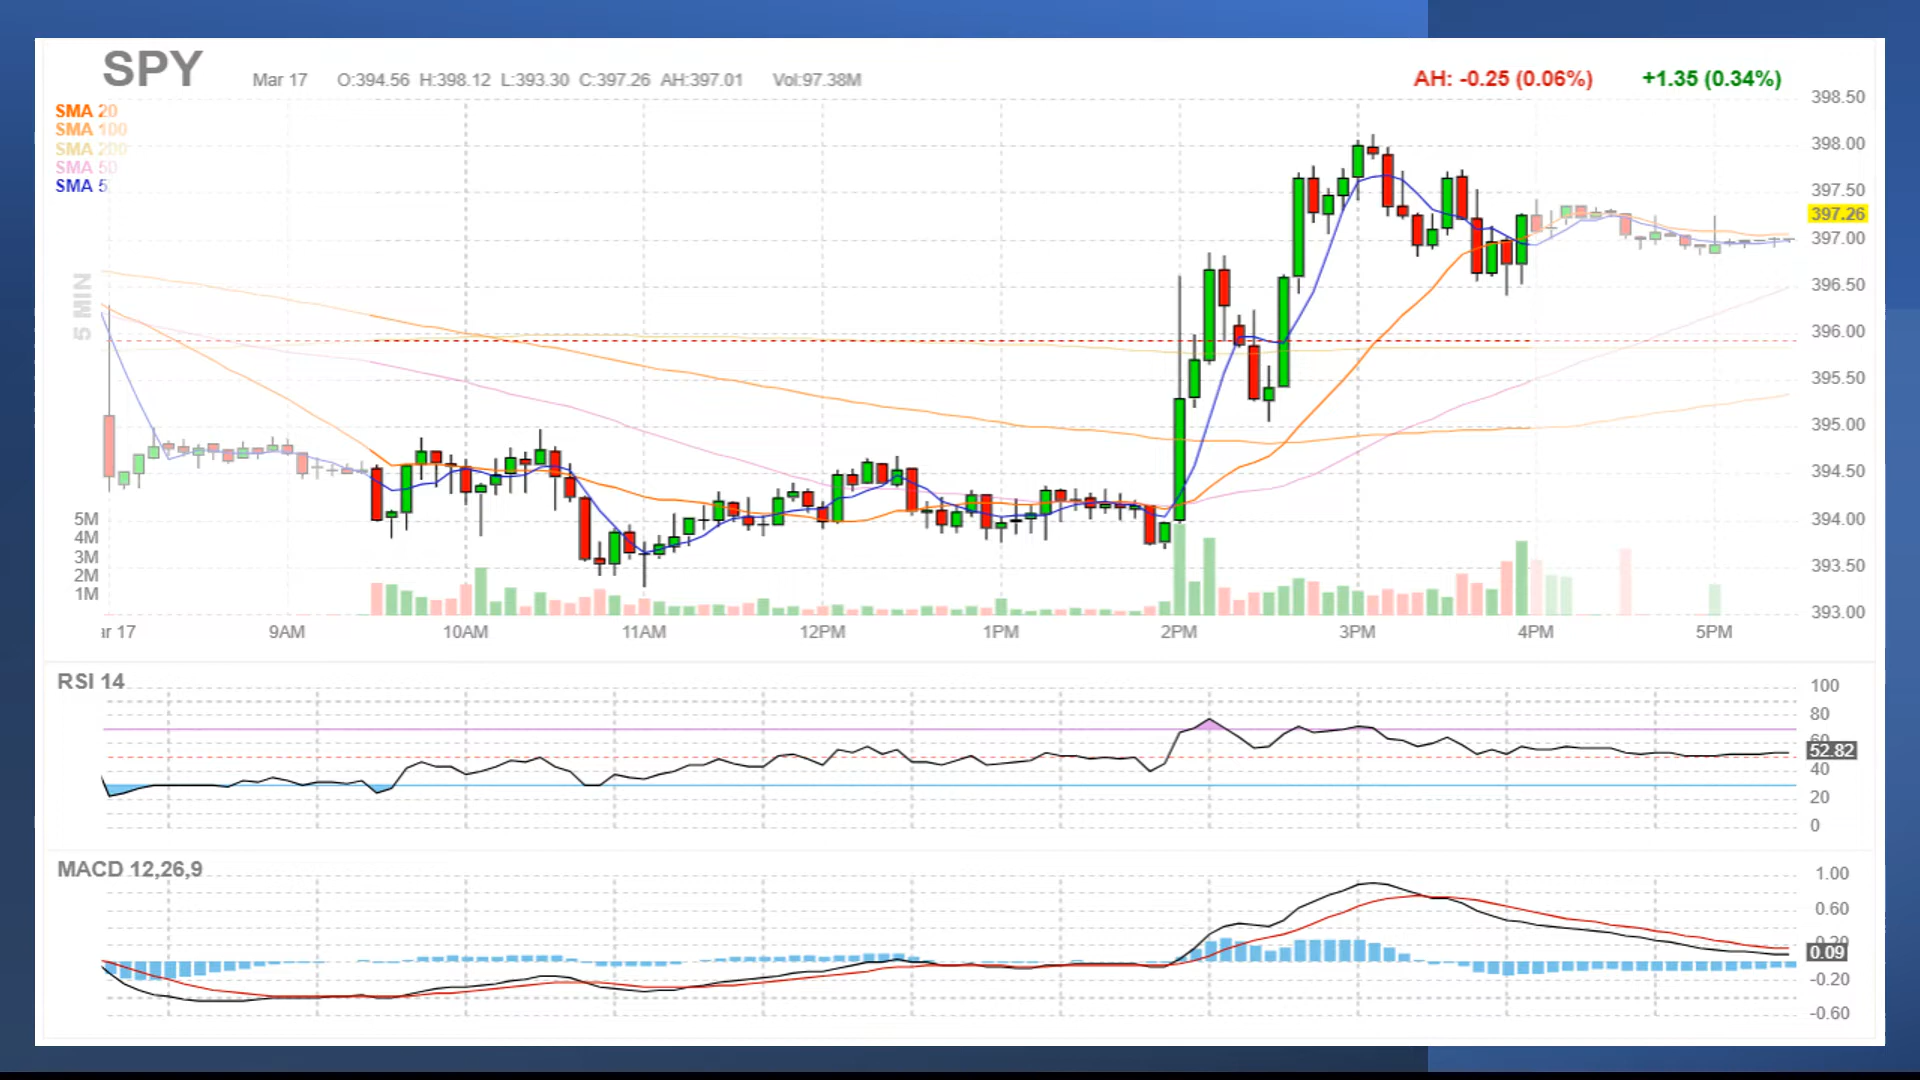 SPY Mar 17 O:394.56 H:398.12 L:393.30 C:397.26 AH:397.01 Vol:97.38M AH: -0.25 (0.06%) +1.35 (0.34%)
SMA 20
SMA 100
SMA 200
SMA 50
SMA 5
5 MIN
398.50
398.00
397.50
397.26
397.00
396.50
396.00
395.50
395.00
394.50
394.00
393.50
393.00
5M
4M
3M
2M
1M
ar 17 9AM 10AM 11AM 12PM 1PM 2PM 3PM 4PM 5PM
RSI 14
100
80
60
52.82
40
20
0
MACD 12,26,9
1.00
0.60
0.20
0.09
-0.20
-0.60